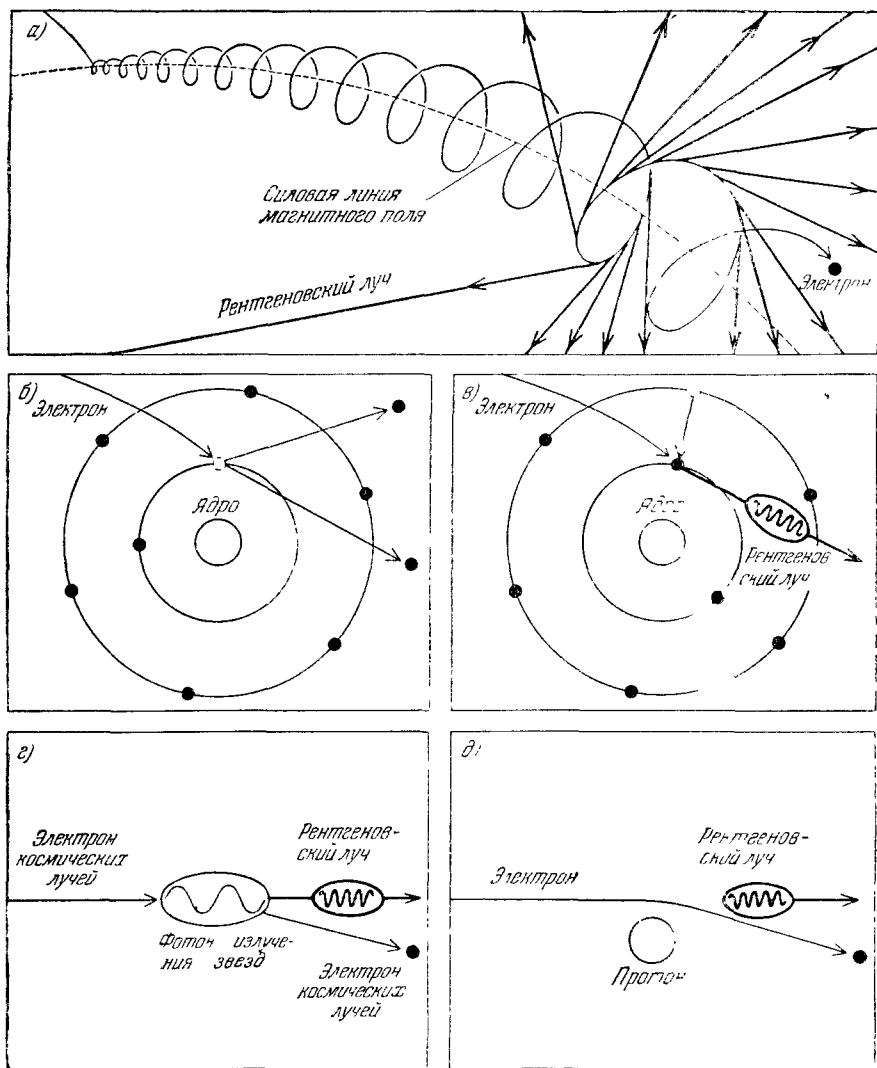 а)
Силовая линия
магнитного поля
Рентгеновский луч
Электрон
б)
Электрон
Ядро
в)
Электрон
Ядро
Рентгенов
ский луч
г)
Электрон
космических
лучей
Рентгенов-
ский луч
Фотон излуче-
ния звезд
Электрон
космических
лучей
д)
Электрон
Рентгенов-
ский луч
Протон